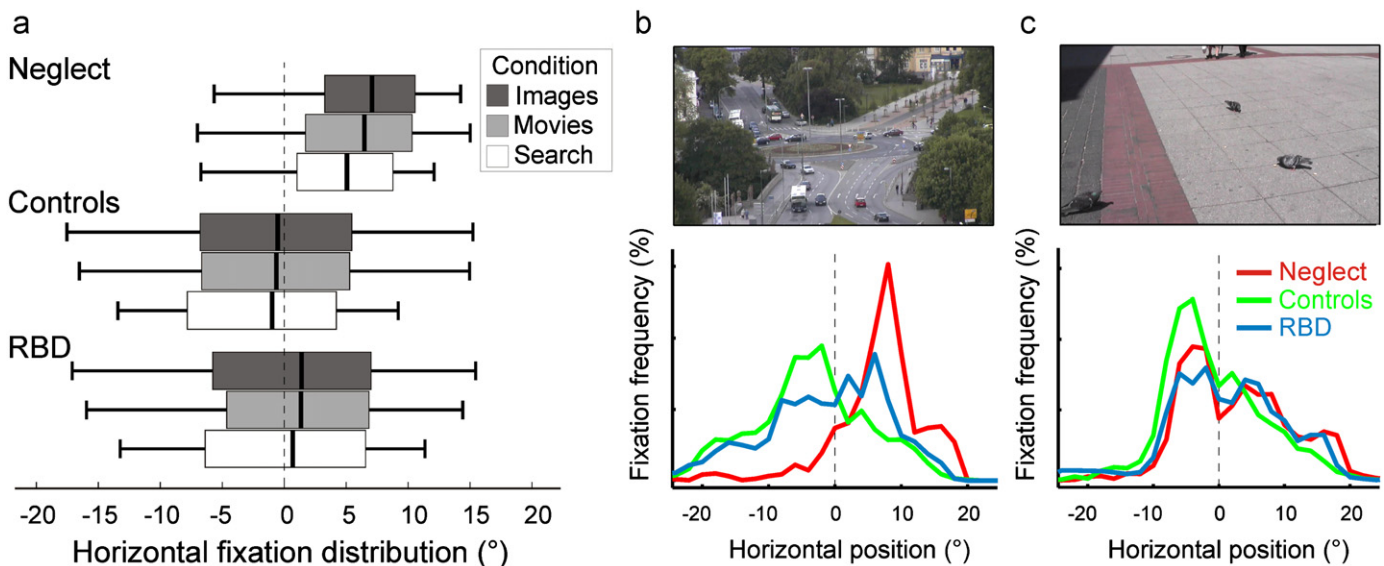 a
Neglect
Condition
Images
Movies
Search
Controls
RBD
-20 -15 -10 -5 0 5 10 15 20
Horizontal fixation distribution (°)
b
Fixation frequency (%)
-20 -10 0 10 20
Horizontal position (°)
c
Fixation frequency (%)
Neglect
Controls
RBD
-20 -10 0 10 20
Horizontal position (°)